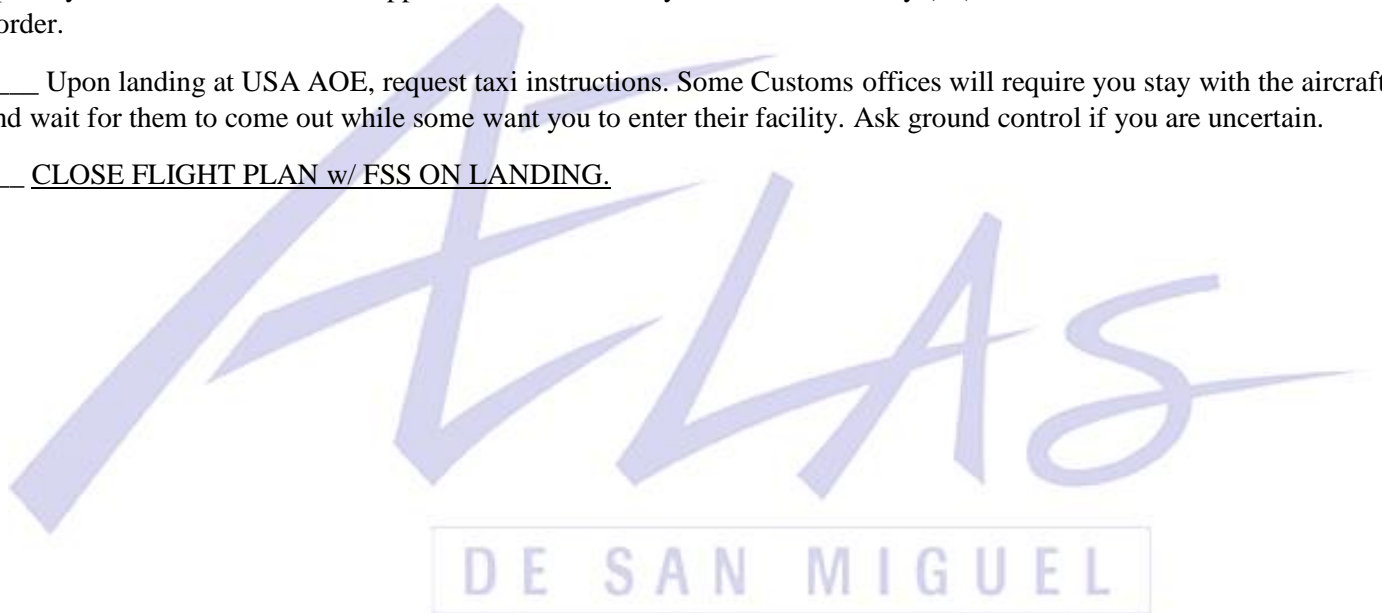 order.
___ Upon landing at USA AOE, request taxi instructions. Some Customs offices will require you stay with the aircraft
nd wait for them to come out while some want you to enter their facility. Ask ground control if you are uncertain.
__ CLOSE FLIGHT PLAN w/ FSS ON LANDING.
ALAS
DE SAN MIGUEL